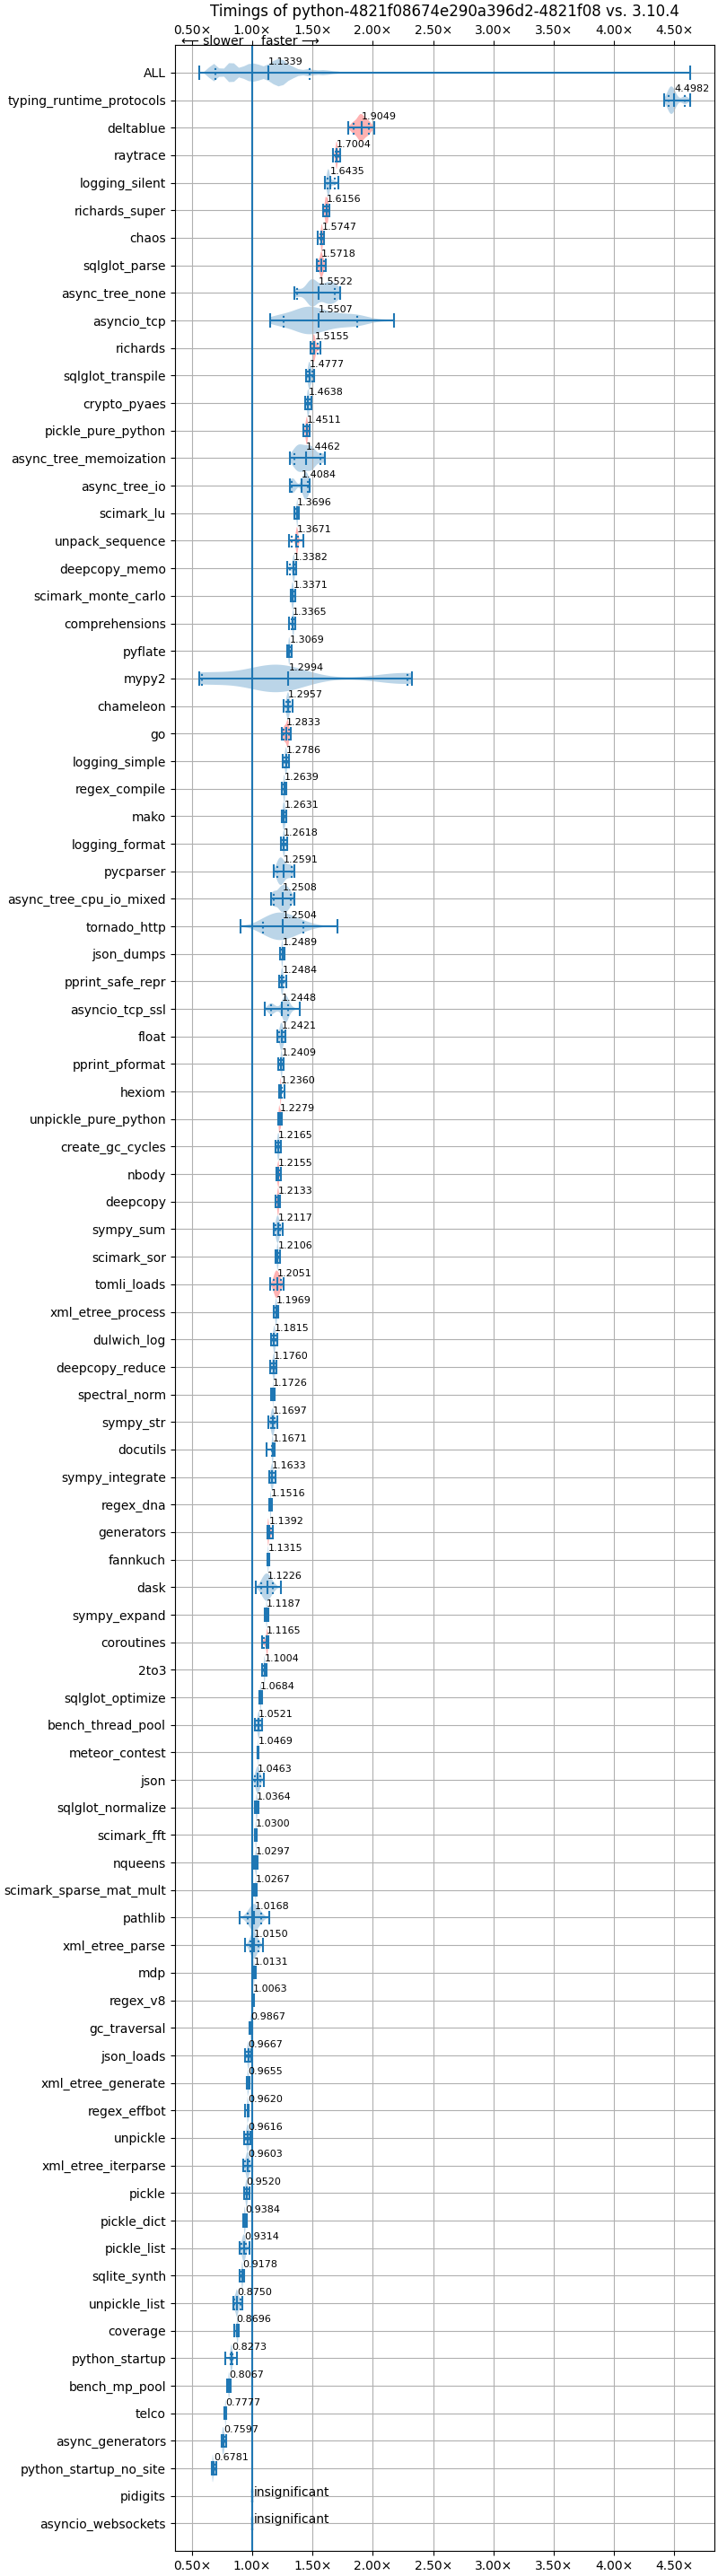 Timings of python-4821f08674e290a396d2-4821f08 vs. 3.10.4
0.50× 1.00× 1.50× 2.00× 2.50× 3.00× 3.50× 4.00× 4.50×
⟵ slower faster ⟶
ALL 1.1339
typing_runtime_protocols 4.4982
deltablue 1.9049
raytrace 1.7004
logging_silent 1.6435
richards_super 1.6156
chaos 1.5747
sqlglot_parse 1.5718
async_tree_none 1.5522
asyncio_tcp 1.5507
richards 1.5155
sqlglot_transpile 1.4777
crypto_pyaes 1.4638
pickle_pure_python 1.4511
async_tree_memoization 1.4462
async_tree_io 1.4084
scimark_lu 1.3696
unpack_sequence 1.3671
deepcopy_memo 1.3382
scimark_monte_carlo 1.3371
comprehensions 1.3365
pyflate 1.3069
mypy2 1.2994
chameleon 1.2957
go 1.2833
logging_simple 1.2786
regex_compile 1.2639
mako 1.2631
logging_format 1.2618
pycparser 1.2591
async_tree_cpu_io_mixed 1.2508
tornado_http 1.2504
json_dumps 1.2489
pprint_safe_repr 1.2484
asyncio_tcp_ssl 1.2448
float 1.2421
pprint_pformat 1.2409
hexiom 1.2360
unpickle_pure_python 1.2279
create_gc_cycles 1.2165
nbody 1.2155
deepcopy 1.2133
sympy_sum 1.2117
scimark_sor 1.2106
tomli_loads 1.2051
xml_etree_process 1.1969
dulwich_log 1.1815
deepcopy_reduce 1.1760
spectral_norm 1.1726
sympy_str 1.1697
docutils 1.1671
sympy_integrate 1.1633
regex_dna 1.1516
generators 1.1392
fannkuch 1.1315
dask 1.1226
sympy_expand 1.1187
coroutines 1.1165
2to3 1.1004
sqlglot_optimize 1.0684
bench_thread_pool 1.0521
meteor_contest 1.0469
json 1.0463
sqlglot_normalize 1.0364
scimark_fft 1.0300
nqueens 1.0297
scimark_sparse_mat_mult 1.0267
pathlib 1.0168
xml_etree_parse 1.0150
mdp 1.0131
regex_v8 1.0063
gc_traversal 0.9867
json_loads 0.9667
xml_etree_generate 0.9655
regex_effbot 0.9620
unpickle 0.9616
xml_etree_iterparse 0.9603
pickle 0.9520
pickle_dict 0.9384
pickle_list 0.9314
sqlite_synth 0.9178
unpickle_list 0.8750
coverage 0.8696
python_startup 0.8273
bench_mp_pool 0.8067
telco 0.7777
async_generators 0.7597
python_startup_no_site 0.6781
pidigits insignificant
asyncio_websockets insignificant
0.50× 1.00× 1.50× 2.00× 2.50× 3.00× 3.50× 4.00× 4.50×